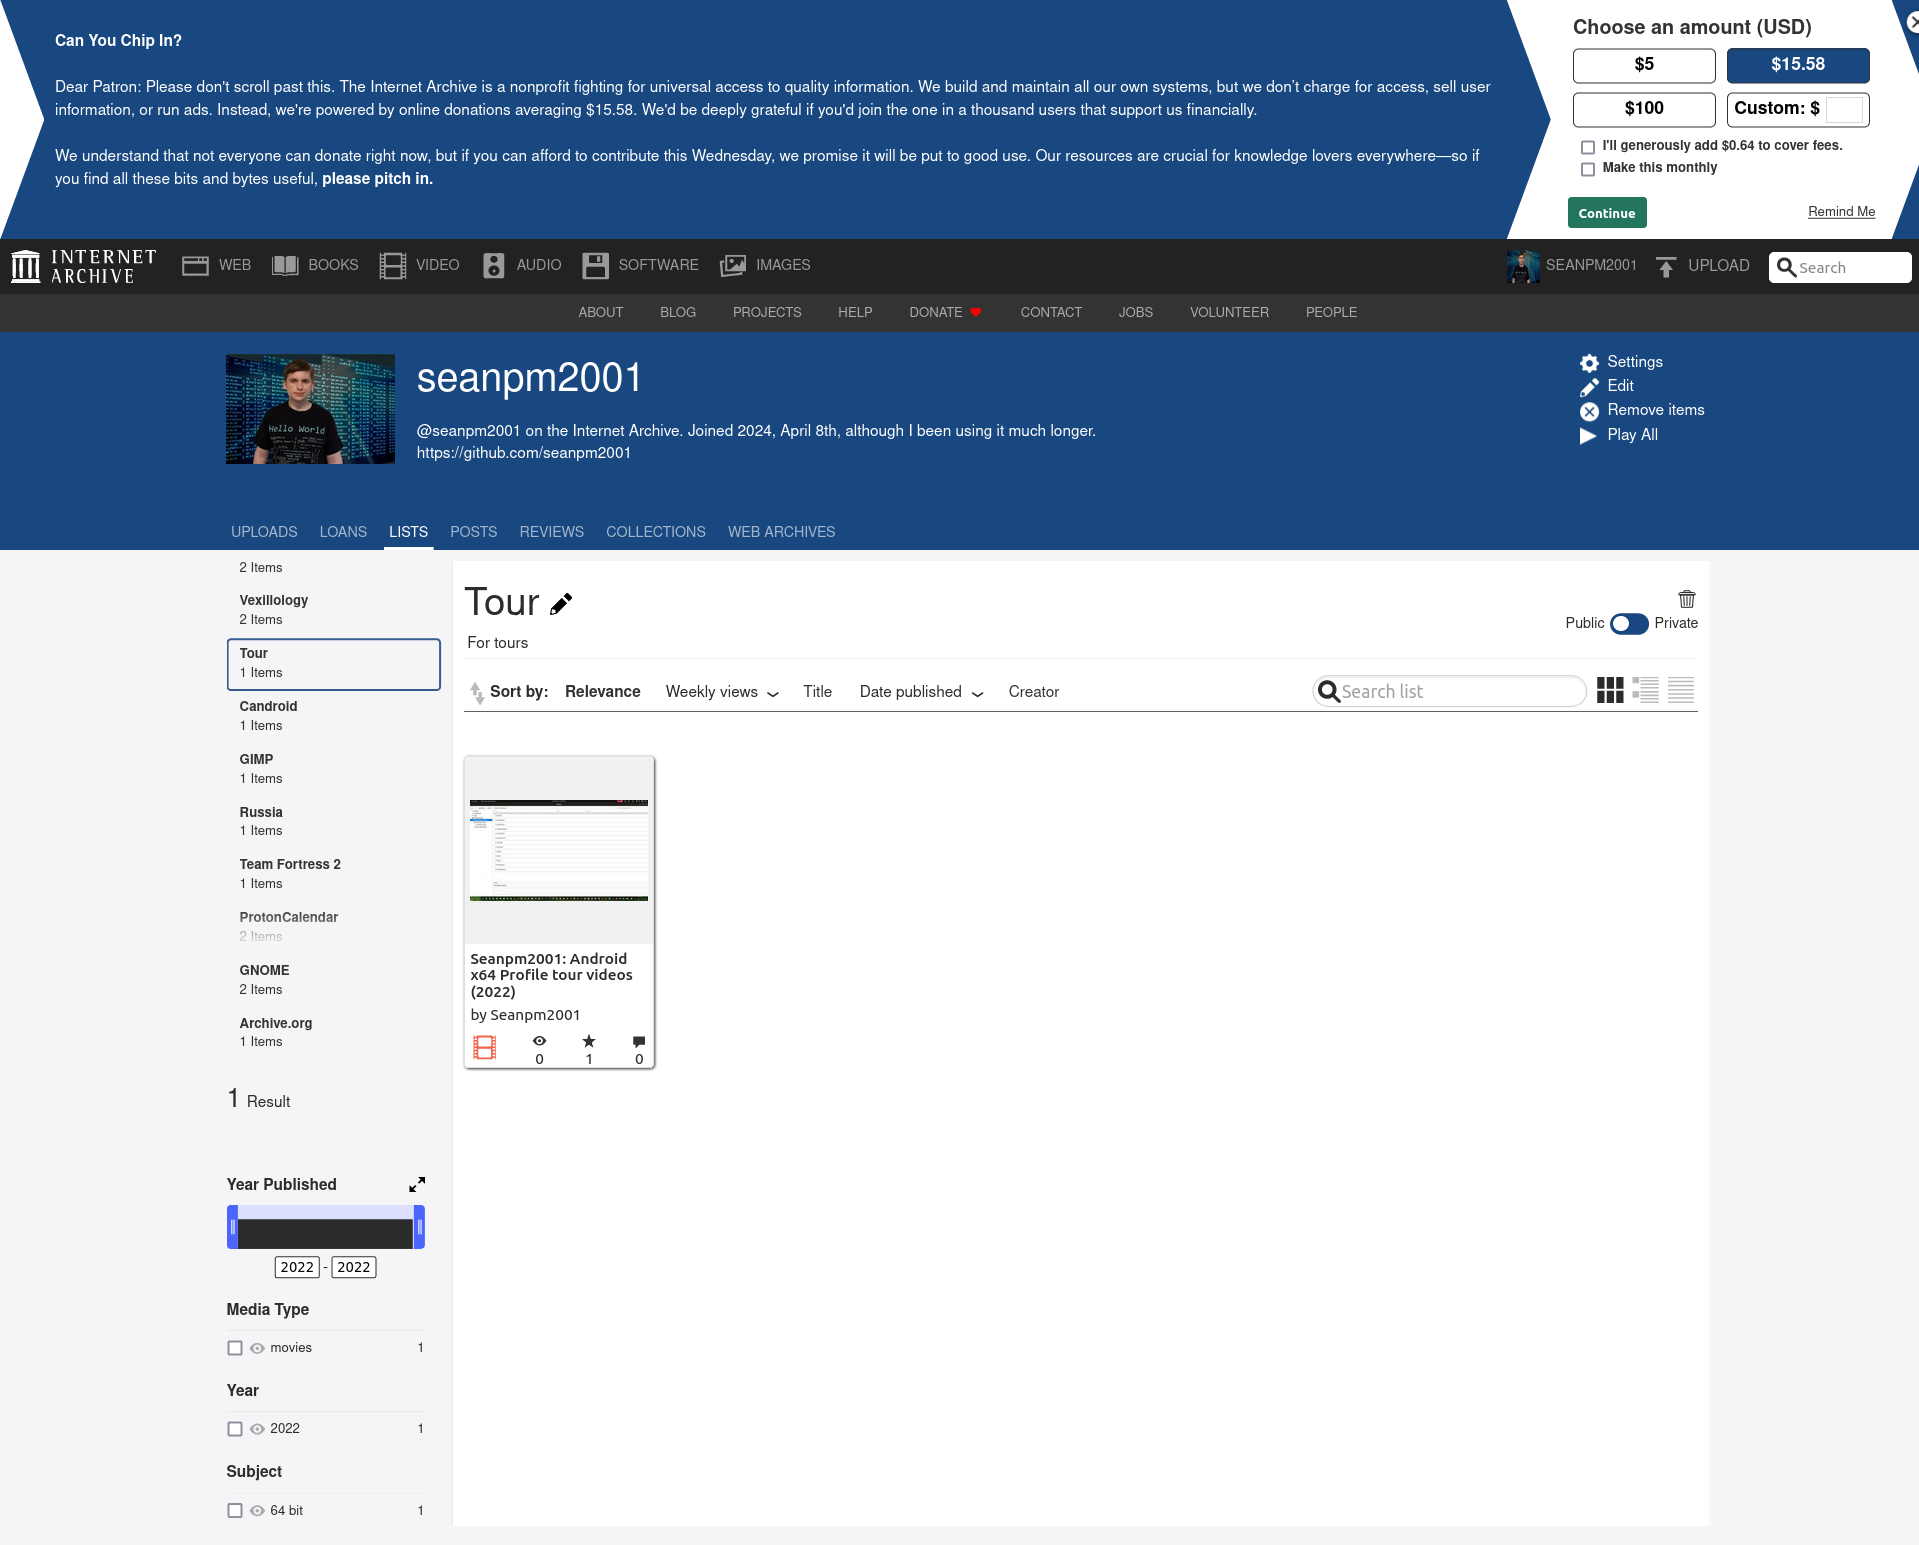 Can You Chip In?
Dear Patron: Please don't scroll past this. The Internet Archive is a nonprofit fighting for universal access to quality information. We build and maintain all our own systems, but we don’t charge for access, sell user
information, or run ads. Instead, we're powered by online donations averaging $15.58. We'd be deeply grateful if you'd join the one in a thousand users that support us financially.
We understand that not everyone can donate right now, but if you can afford to contribute this Wednesday, we promise it will be put to good use. Our resources are crucial for knowledge lovers everywhere—so if
you find all these bits and bytes useful, please pitch in.
Choose an amount (USD)
$5 $15.58
$100 Custom: $
I'll generously add $0.64 to cover fees.
Make this monthly
Continue Remind Me
INTERNET
ARCHIVE
WEB BOOKS VIDEO AUDIO SOFTWARE IMAGES SEANPM2001 UPLOAD Search
ABOUT BLOG PROJECTS HELP DONATE CONTACT JOBS VOLUNTEER PEOPLE
Hello World
seanpm2001
@seanpm2001 on the Internet Archive. Joined 2024, April 8th, although I been using it much longer.
https://github.com/seanpm2001
Settings
Edit
Remove items
Play All
UPLOADS LOANS LISTS POSTS REVIEWS COLLECTIONS WEB ARCHIVES
2 Items
Vexillology
2 Items
Tour
1 Items
Candroid
1 Items
GIMP
1 Items
Russia
1 Items
Team Fortress 2
1 Items
ProtonCalendar
2 Items
GNOME
2 Items
Archive.org
1 Items
1 Result
Year Published
2022 - 2022
Media Type
movies 1
Year
2022 1
Subject
64 bit 1
Tour
For tours
Public Private
Sort by: Relevance Weekly views Title Date published Creator Search list
Seanpm2001: Android
x64 Profile tour videos
(2022)
by Seanpm2001
0 1 0